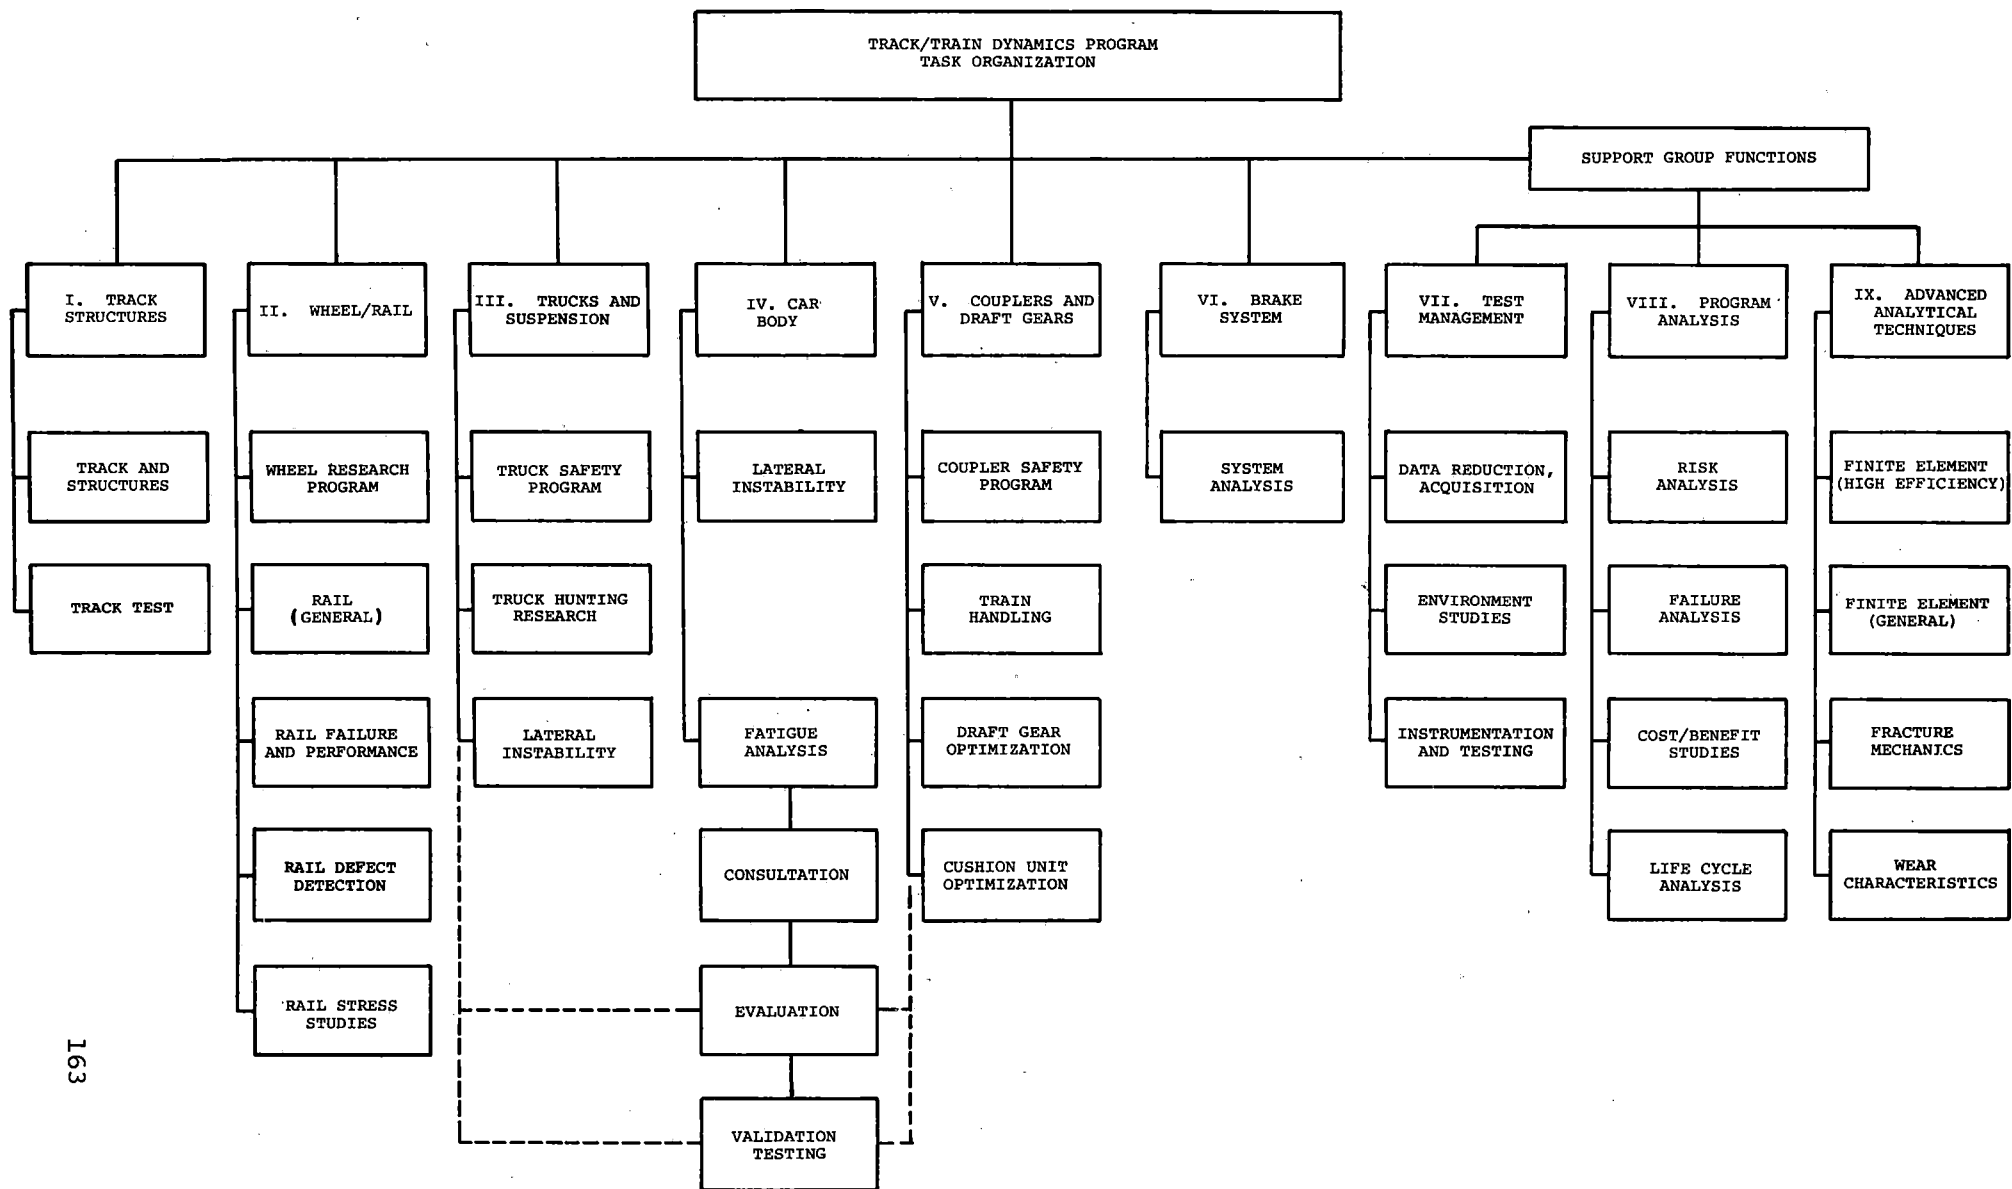 TRACK/TRAIN DYNAMICS PROGRAM
TASK ORGANIZATION
SUPPORT GROUP FUNCTIONS
I. TRACK
STRUCTURES
TRACK AND
STRUCTURES
TRACK TEST
II. WHEEL/RAIL
WHEEL RESEARCH
PROGRAM
RAIL
(GENERAL)
RAIL FAILURE
AND PERFORMANCE
RAIL DEFECT
DETECTION
RAIL STRESS
STUDIES
III. TRUCKS AND
SUSPENSION
TRUCK SAFETY
PROGRAM
TRUCK HUNTING
RESEARCH
LATERAL
INSTABILITY
IV. CAR
BODY
LATERAL
INSTABILITY
FATIGUE
ANALYSIS
CONSULTATION
EVALUATION
VALIDATION
TESTING
V. COUPLERS AND
DRAFT GEARS
COUPLER SAFETY
PROGRAM
TRAIN
HANDLING
DRAFT GEAR
OPTIMIZATION
CUSHION UNIT
OPTIMIZATION
VI. BRAKE
SYSTEM
SYSTEM
ANALYSIS
VII. TEST
MANAGEMENT
DATA REDUCTION,
ACQUISITION
ENVIRONMENT
STUDIES
INSTRUMENTATION
AND TESTING
VIII. PROGRAM
ANALYSIS
RISK
ANALYSIS
FAILURE
ANALYSIS
COST/BENEFIT
STUDIES
LIFE CYCLE
ANALYSIS
IX. ADVANCED
ANALYTICAL
TECHNIQUES
FINITE ELEMENT
(HIGH EFFICIENCY)
FINITE ELEMENT
(GENERAL)
FRACTURE
MECHANICS
WEAR
CHARACTERISTICS
163